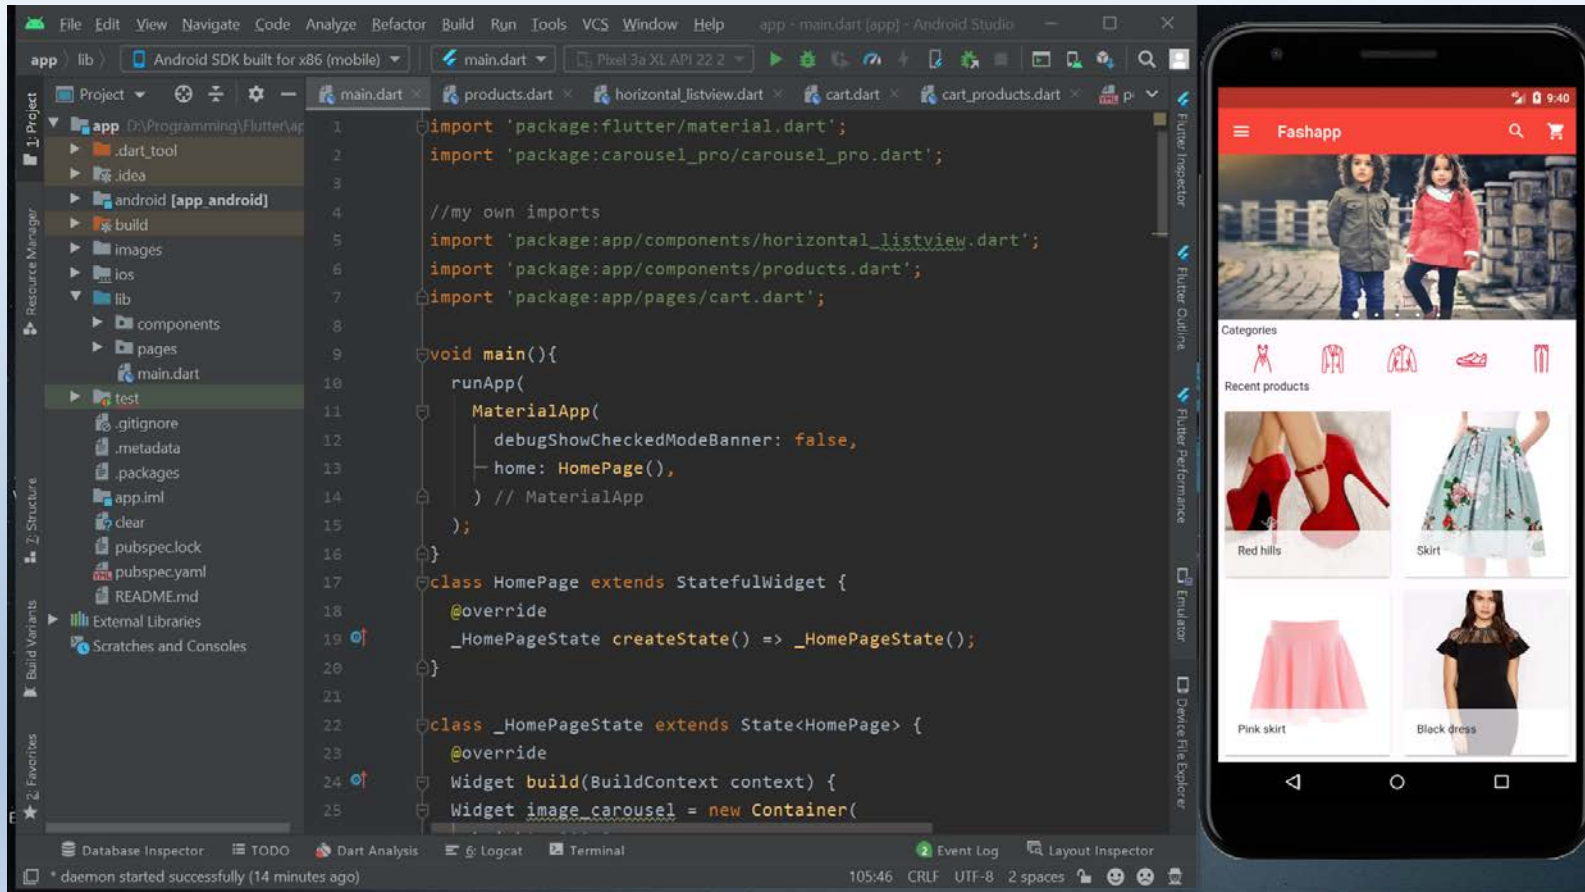 File Edit View Navigate Code Analyze Refactor Build Run Tools VCS Window Help app - main.dart [app] - Android Studio
app lib Android SDK built for x86 (mobile) main.dart Pixel 3a XL API 22 2
Project main.dart products.dart horizontal_listview.dart cart.dart cart_products.dart
1: Project
Resource Manager
7: Structure
Build Variants
2: Favorites
app D:\Programming\Flutter\ap
.dart_tool
.idea
android [app_android]
build
images
ios
lib
components
pages
main.dart
test
.gitignore
.metadata
.packages
app.iml
clear
pubspec.lock
pubspec.yaml
README.md
External Libraries
Scratches and Consoles
1 import 'package:flutter/material.dart';
2 import 'package:carousel_pro/carousel_pro.dart';
3
4 //my own imports
5 import 'package:app/components/horizontal_listview.dart';
6 import 'package:app/components/products.dart';
7 import 'package:app/pages/cart.dart';
8
9 void main(){
10 runApp(
11 MaterialApp(
12 debugShowCheckedModeBanner: false,
13 home: HomePage(),
14 ) // MaterialApp
15 );
16 }
17 class HomePage extends StatefulWidget {
18 @override
19 _HomePageState createState() => _HomePageState();
20 }
21
22 class _HomePageState extends State<HomePage> {
23 @override
24 Widget build(BuildContext context) {
25 Widget image_carousel = new Container(
Flutter Inspector
Flutter Outline
Flutter Performance
Emulator
Device File Explorer
Database Inspector TODO Dart Analysis 6: Logcat Terminal 2 Event Log Layout Inspector
* daemon started successfully (14 minutes ago) 105:46 CRLF UTF-8 2 spaces
9:40
Fashapp
Categories
Recent products
Red hills
Skirt
Pink skirt
Black dress